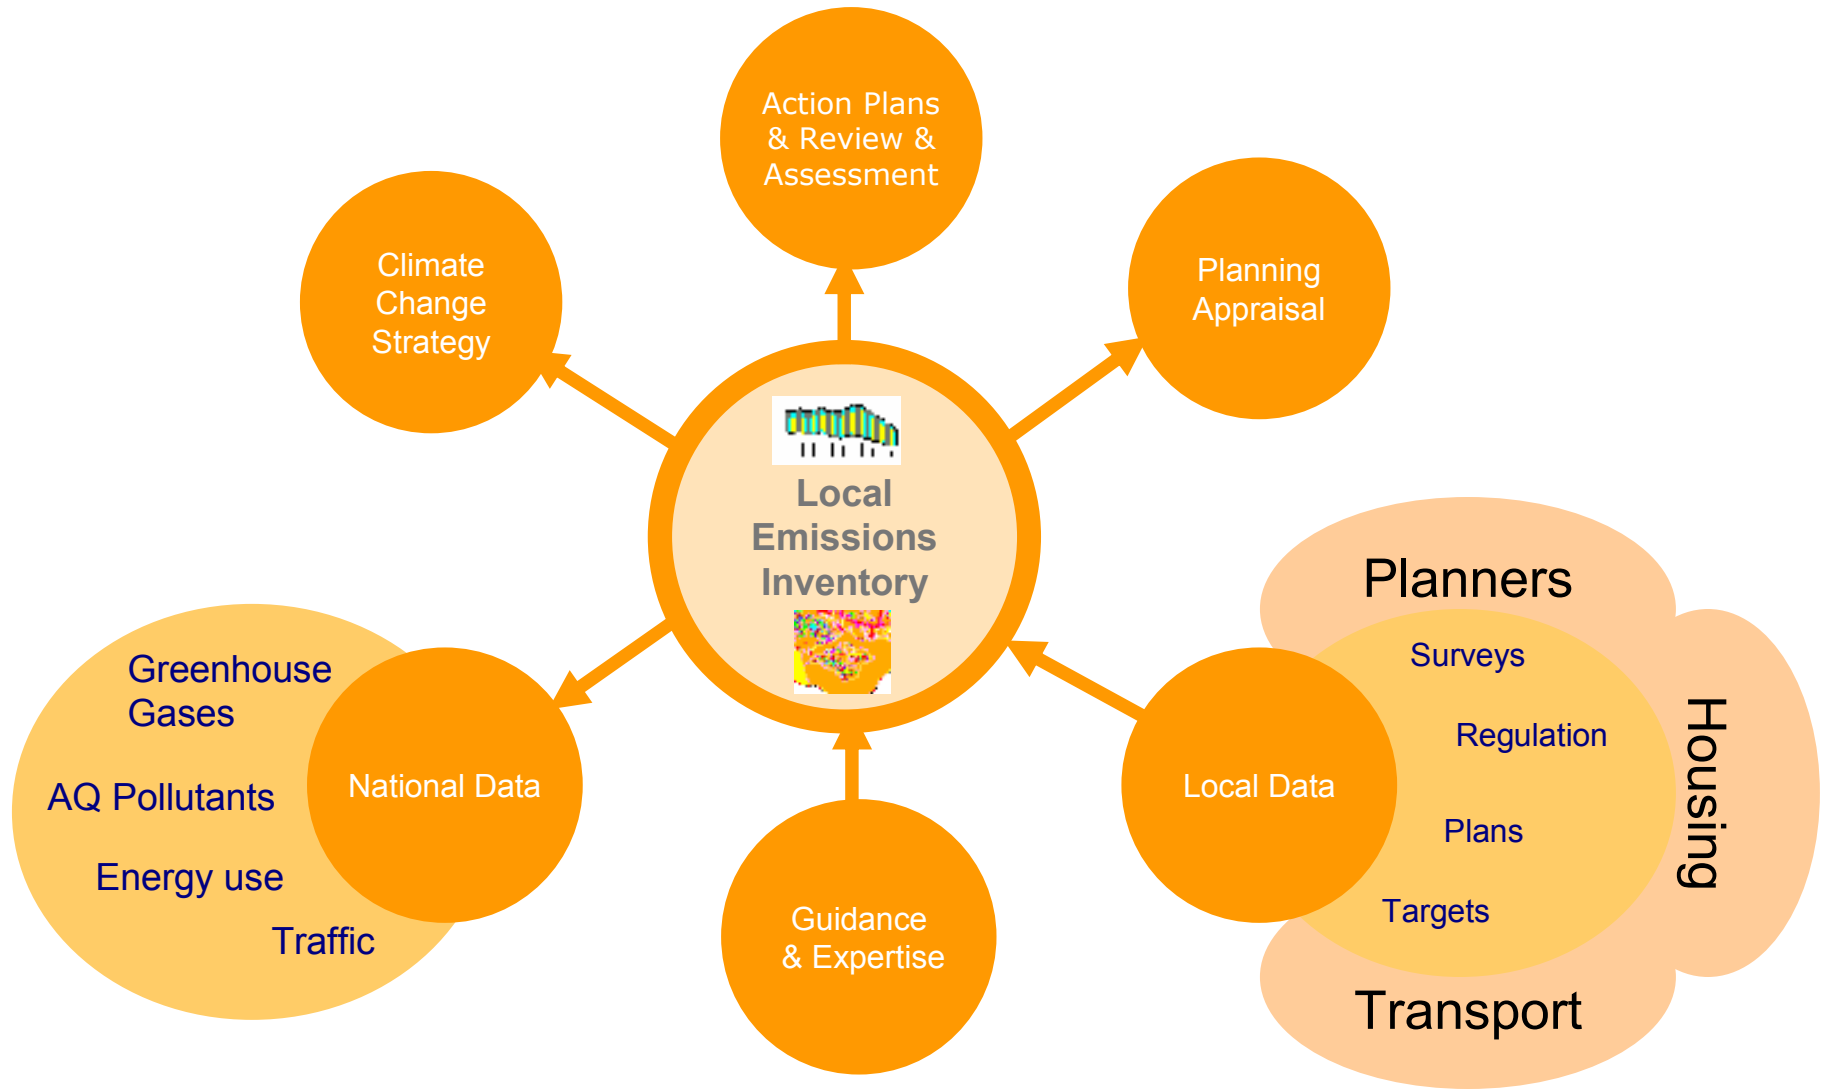 Action Plans
& Review &
Assessment
Climate
Change
Strategy
Planning
Appraisal
Local
Emissions
Inventory
Planners
Surveys
Regulation
Plans
Targets
Housing
Transport
Local Data
Greenhouse
Gases
AQ Pollutants
Energy use
Traffic
National Data
Guidance
& Expertise